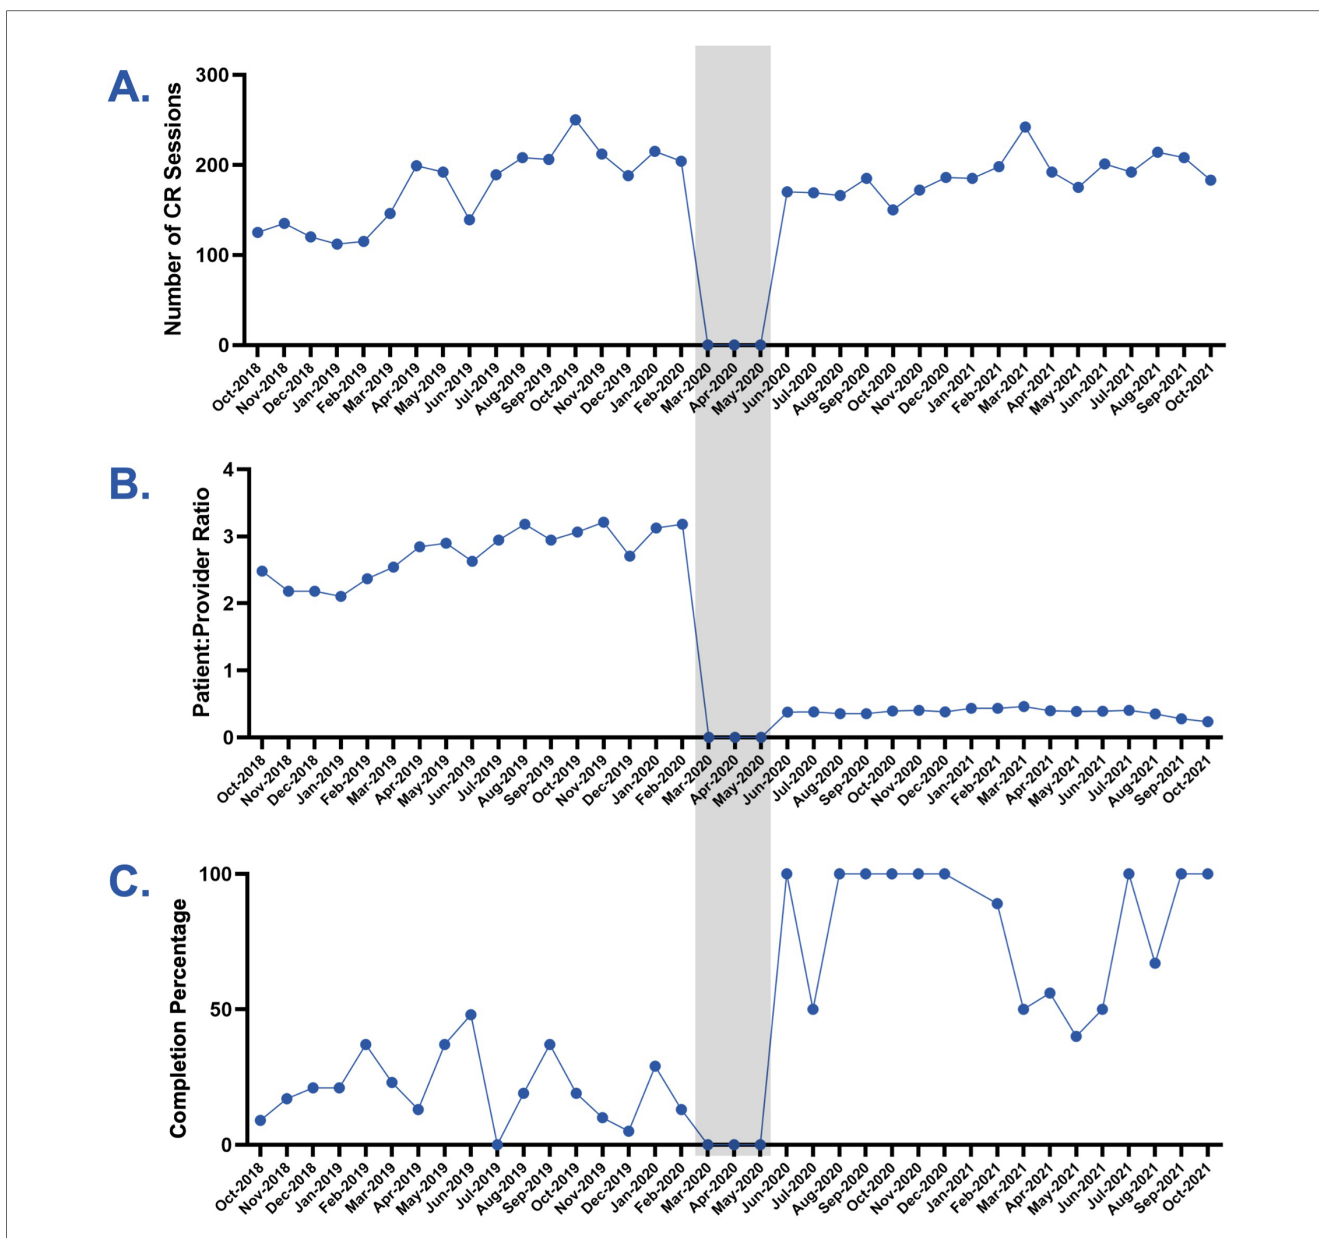 A.
Number of CR Sessions
300
200
100
0
Oct-2018
Nov-2018
Dec-2018
Jan-2019
Feb-2019
Mar-2019
Apr-2019
May-2019
Jun-2019
Jul-2019
Aug-2019
Sep-2019
Oct-2019
Nov-2019
Dec-2019
Jan-2020
Feb-2020
Mar-2020
Apr-2020
May-2020
Jun-2020
Jul-2020
Aug-2020
Sep-2020
Oct-2020
Nov-2020
Dec-2020
Jan-2021
Feb-2021
Mar-2021
Apr-2021
May-2021
Jun-2021
Jul-2021
Aug-2021
Sep-2021
Oct-2021
B.
Patient:Provider Ratio
4
3
2
1
0
Oct-2018
Nov-2018
Dec-2018
Jan-2019
Feb-2019
Mar-2019
Apr-2019
May-2019
Jun-2019
Jul-2019
Aug-2019
Sep-2019
Oct-2019
Nov-2019
Dec-2019
Jan-2020
Feb-2020
Mar-2020
Apr-2020
May-2020
Jun-2020
Jul-2020
Aug-2020
Sep-2020
Oct-2020
Nov-2020
Dec-2020
Jan-2021
Feb-2021
Mar-2021
Apr-2021
May-2021
Jun-2021
Jul-2021
Aug-2021
Sep-2021
Oct-2021
C.
Completion Percentage
100
50
0
Oct-2018
Nov-2018
Dec-2018
Jan-2019
Feb-2019
Mar-2019
Apr-2019
May-2019
Jun-2019
Jul-2019
Aug-2019
Sep-2019
Oct-2019
Nov-2019
Dec-2019
Jan-2020
Feb-2020
Mar-2020
Apr-2020
May-2020
Jun-2020
Jul-2020
Aug-2020
Sep-2020
Oct-2020
Nov-2020
Dec-2020
Jan-2021
Feb-2021
Mar-2021
Apr-2021
May-2021
Jun-2021
Jul-2021
Aug-2021
Sep-2021
Oct-2021